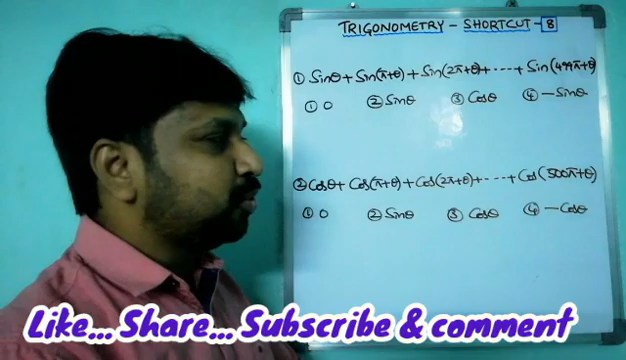 TRIGONOMETRY - SHORTCUT - 8
① Sinθ + Sin(π+θ) + Sin(2π+θ) + ---- + Sin(499π+θ)
① 0 ② Sinθ ③ Cosθ ④ -Sinθ
② Cosθ + Cos(π+θ) + Cos(2π+θ) + ---- + Cos(500π+θ)
① 0 ② Sinθ ③ Cosθ ④ -Cosθ
Like... Share... Subscribe & comment